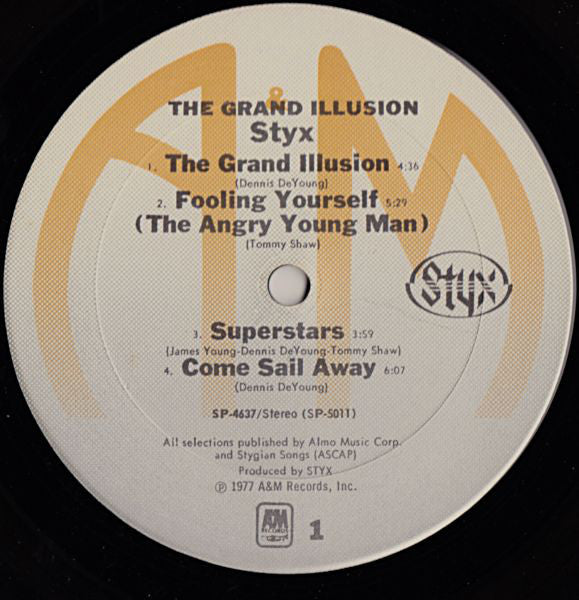 A&M
THE GRAND ILLUSION
Styx
1. The Grand Illusion 4:36
(Dennis DeYoung)
2. Fooling Yourself 5:29
(The Angry Young Man)
(Tommy Shaw)
Styx
3. Superstars 3:59
(James Young-Dennis DeYoung-Tommy Shaw)
4. Come Sail Away 6:07
(Dennis DeYoung)
SP-4637/Stereo (SP-5011)
All selections published by Almo Music Corp.
and Stygian Songs (ASCAP)
Produced by STYX
℗ 1977 A&M Records, Inc.
A&M
RECORDS
1